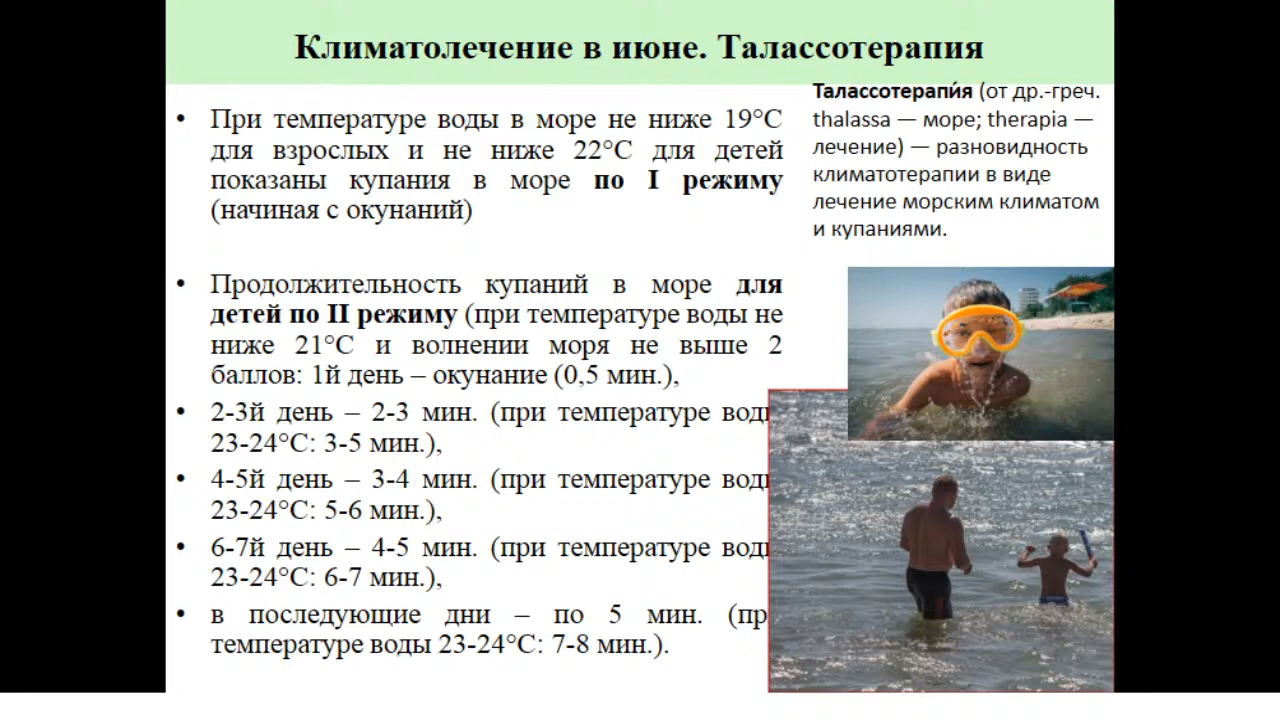 Климатолечение в июне. Талассотерапия
• При температуре воды в море не ниже 19°С
для взрослых и не ниже 22°С для детей
показаны купания в море по I режиму
(начиная с окунаний)
• Продолжительность купаний в море для
детей по II режиму (при температуре воды не
ниже 21°С и волнении моря не выше 2
баллов: 1й день – окунание (0,5 мин.),
• 2-3й день – 2-3 мин. (при температуре
23-24°С: 3-5 мин.),
• 4-5й день – 3-4 мин. (при температуре
23-24°С: 5-6 мин.),
• 6-7й день – 4-5 мин. (при температуре
23-24°С: 6-7 мин.),
• в последующие дни – по 5 мин.
температуре воды 23-24°С: 7-8 мин.).
Талассотерапи́я (от др.-греч.
thalassa — море; therapia —
лечение) — разновидность
климатотерапии в виде
лечение морским климатом
и купаниями.